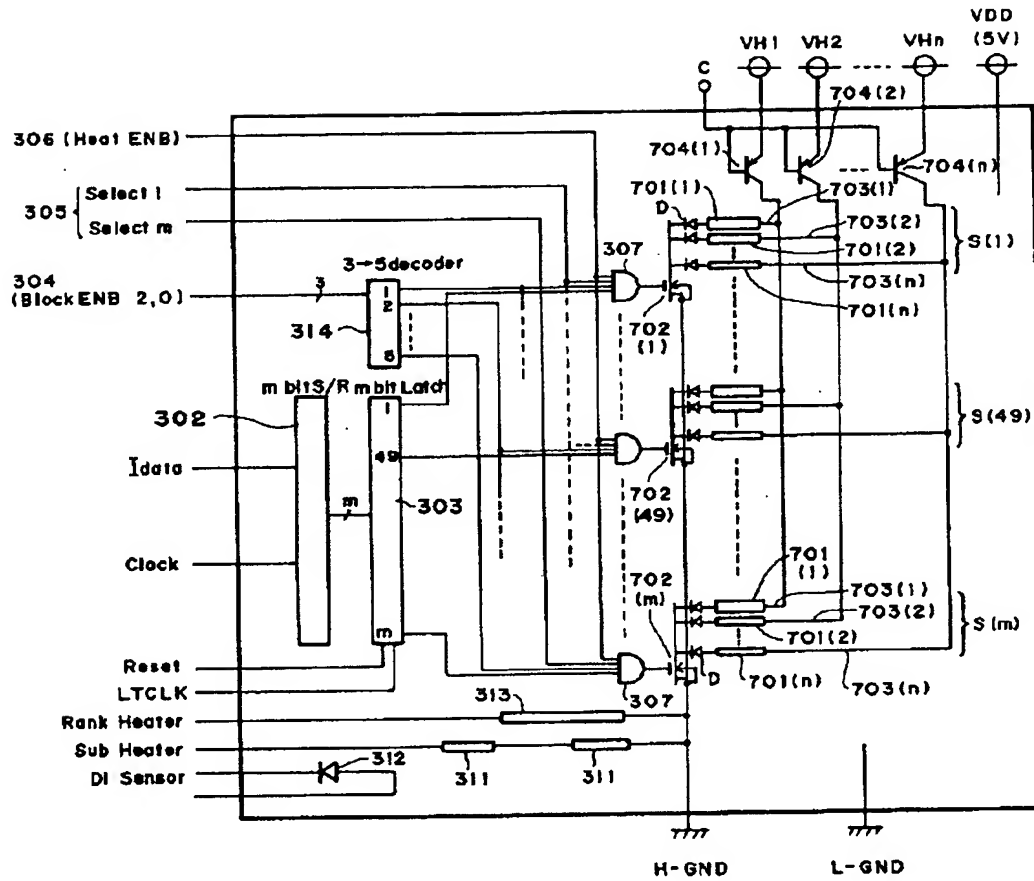 VDD
(5V)
VH1 VH2 VHn
C
704(2)
306 (Heat ENB)
704(1)
704(n)
305 { Select 1
Select m
701(1)
703(1)
D
703(2)
S(1)
3→5decoder
307
701(2)
304
(Block ENB 2,0)
3
1
2
703(n)
314
5
702
(1)
701(n)
m bit S/R m bit Latch
302
1
S(49)
49
Idata
m
303
702
(49)
701
(1)
Clock
702
(m)
703(1)
703(2)
S(m)
m
701(2)
Reset
D
LTCLK
307
701(n)
703(n)
313
Rank Heater
Sub Heater
312
311
311
DI Sensor
H-GND
L-GND